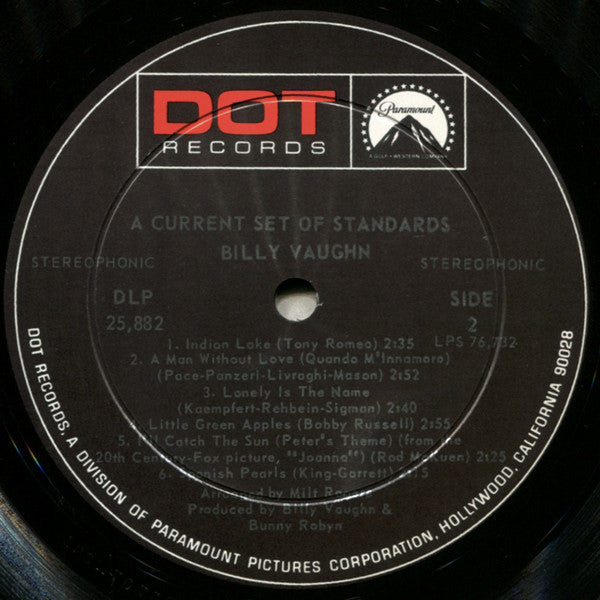 DOT
RECORDS
Paramount
A GULF + WESTERN COMPANY
A CURRENT SET OF STANDARDS
BILLY VAUGHN
STEREOPHONIC
STEREOPHONIC
DLP
25,882
SIDE
2
LPS 76,732
1. Indian Lake (Tony Romeo) 2:35
2. A Man Without Love (Quando M'Innamoro)
(Pace-Panzeri-Livraghi-Mason) 2:52
3. Lonely Is The Name
(Kaempfert-Rehbein-Sigman) 2:40
4. Little Green Apples (Bobby Russell) 2:55
5. I'll Catch The Sun (Peter's Theme) (from the
20th Century-Fox picture, "Joanna") (Rod McKuen) 2:25
6. Spanish Pearls (King-Garrett)
Arranged by Milt
Produced by Billy Vaughn &
Bunny Robyn
DOT RECORDS, A DIVISION OF PARAMOUNT PICTURES CORPORATION, HOLLYWOOD, CALIFORNIA 90028